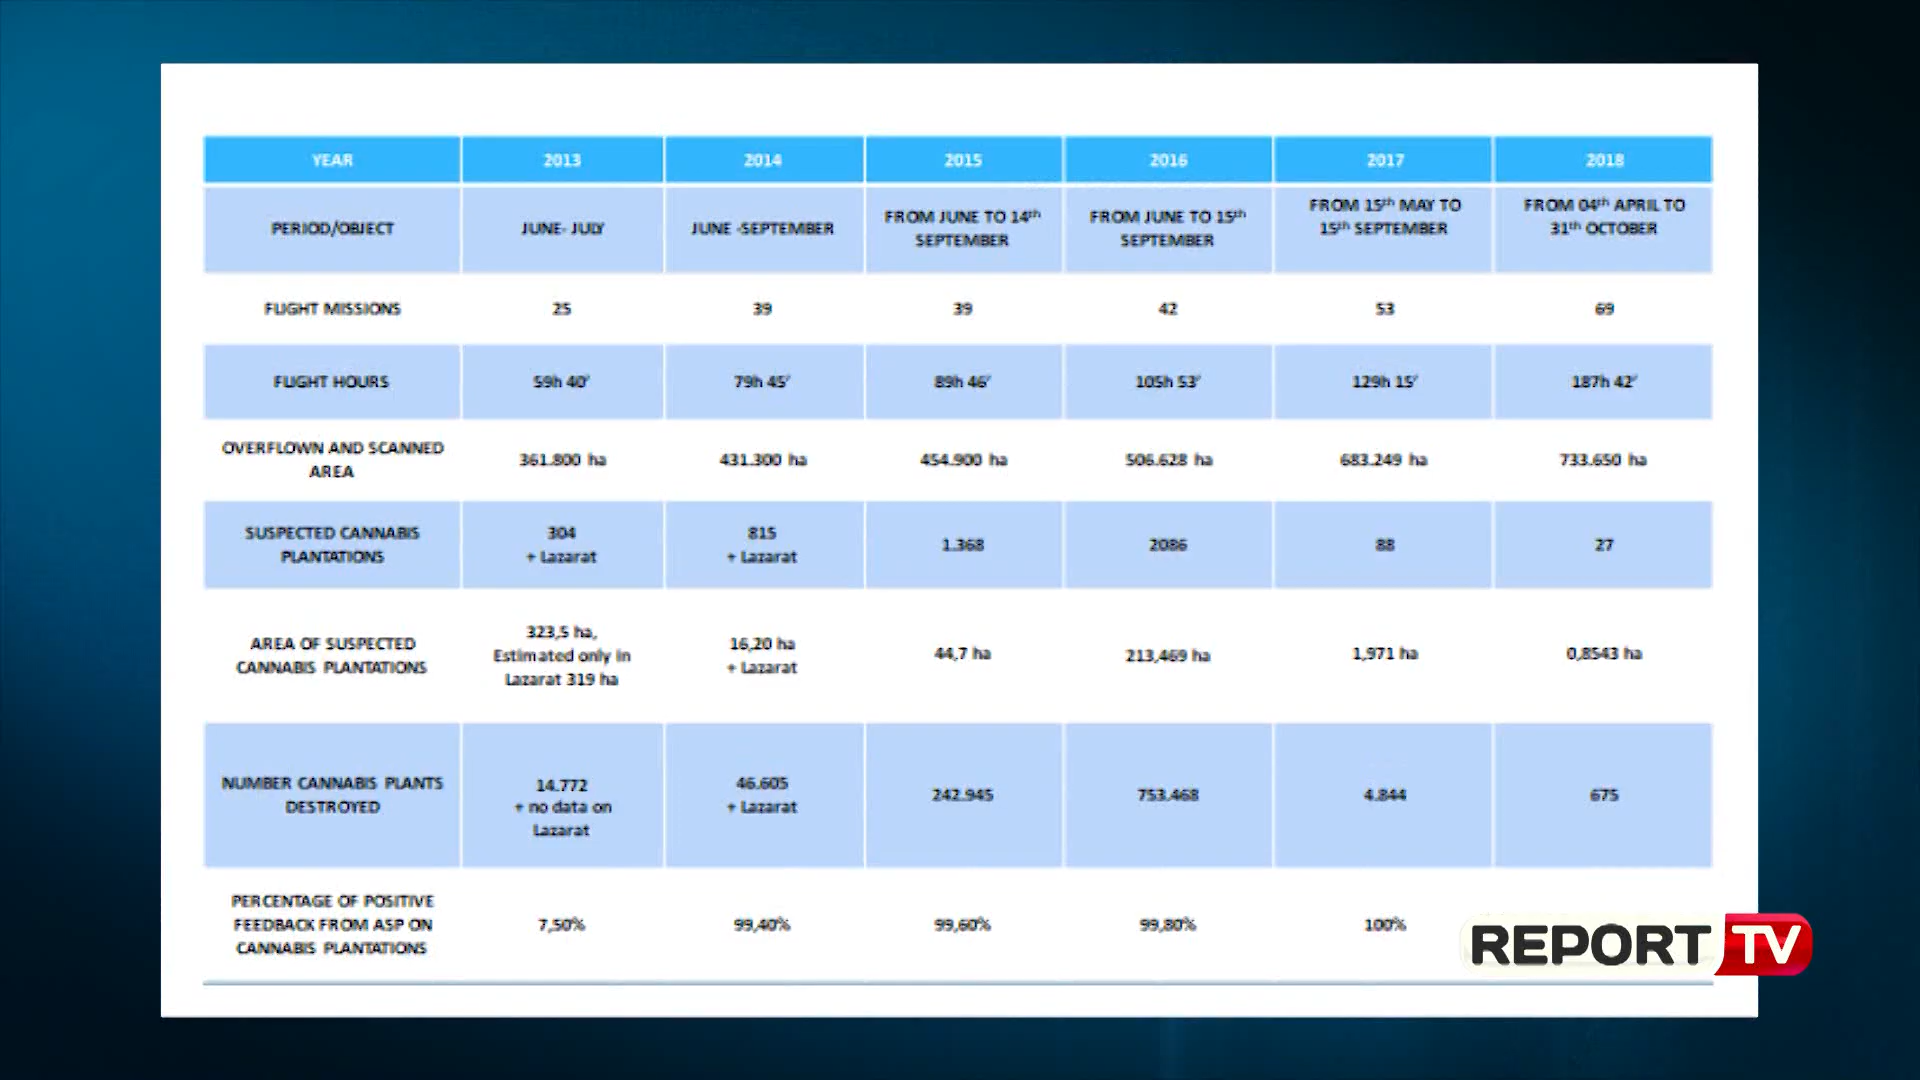 YEAR 2013 2014 2015 2016 2017 2018
PERIOD/OBJECT JUNE- JULY JUNE -SEPTEMBER FROM JUNE TO 14th SEPTEMBER FROM JUNE TO 15th SEPTEMBER FROM 15th MAY TO 15th SEPTEMBER FROM 04th APRIL TO 31th OCTOBER
FLIGHT MISSIONS 25 39 39 42 53 69
FLIGHT HOURS 59h 40' 79h 45' 89h 46' 105h 53' 129h 15' 187h 42'
OVERFLOWN AND SCANNED AREA 361.800 ha 431.300 ha 454.900 ha 506.628 ha 683.249 ha 733.650 ha
SUSPECTED CANNABIS PLANTATIONS 304 + Lazarat 815 + Lazarat 1.368 2086 88 27
AREA OF SUSPECTED CANNABIS PLANTATIONS 323,5 ha, Estimated only in Lazarat 319 ha 16,20 ha + Lazarat 44,7 ha 213,469 ha 1,971 ha 0,8543 ha
NUMBER CANNABIS PLANTS DESTROYED 14.772 + no data on Lazarat 46.605 + Lazarat 242.945 753.468 4.844 675
PERCENTAGE OF POSITIVE FEEDBACK FROM ASP ON CANNABIS PLANTATIONS 7,50% 99,40% 99,60% 99,80% 100%
REPORT TV